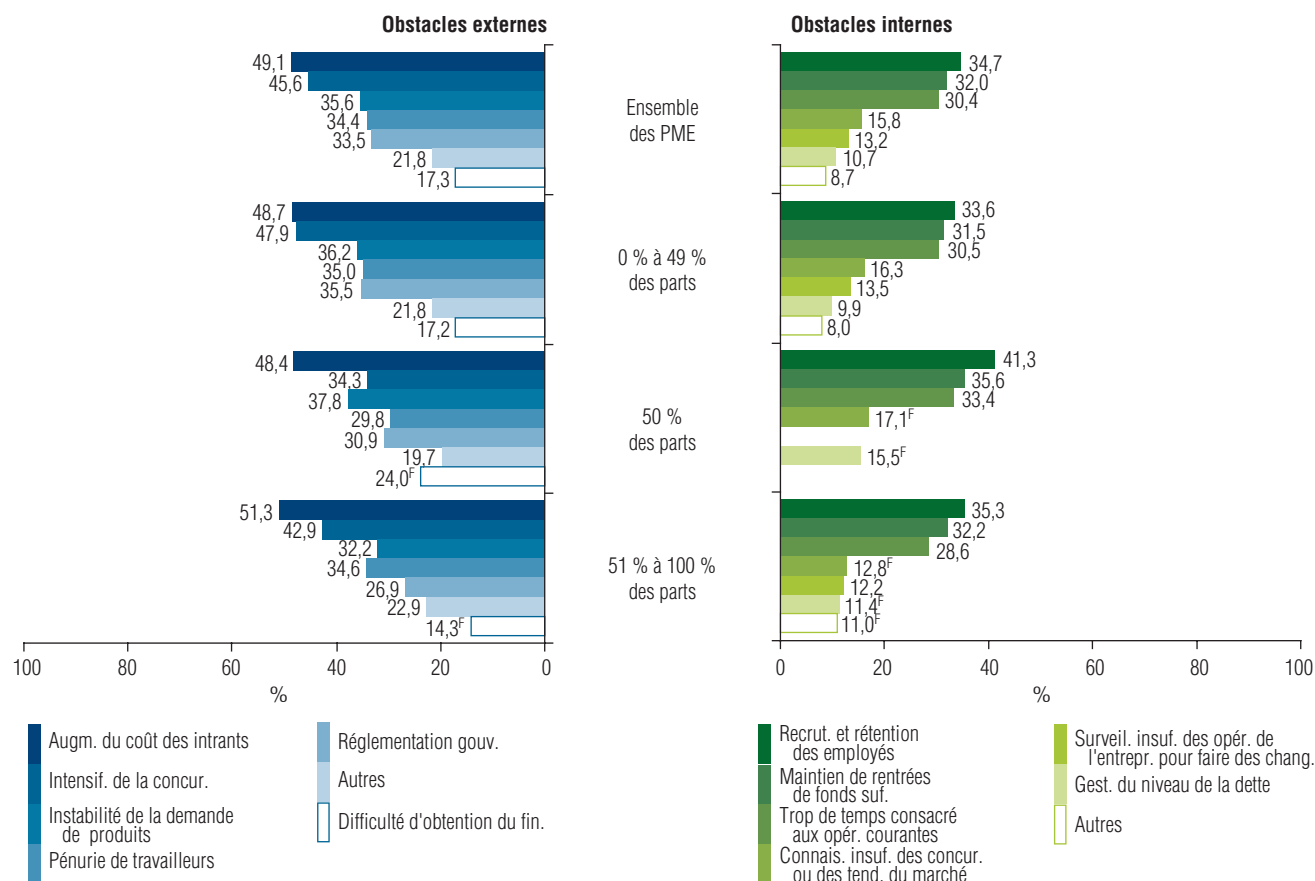 Obstacles externes
49,1
45,6
35,6
34,4
33,5
21,8
17,3
48,7
47,9
36,2
35,0
35,5
21,8
17,2
48,4
34,3
37,8
29,8
30,9
19,7
24,0F
51,3
42,9
32,2
34,6
26,9
22,9
14,3F
100 80 60 40 20 0
%
Ensemble
des PME
0 % à 49 %
des parts
50 %
des parts
51 % à 100 %
des parts
Obstacles internes
34,7
32,0
30,4
15,8
13,2
10,7
8,7
33,6
31,5
30,5
16,3
13,5
9,9
8,0
41,3
35,6
33,4
17,1F
15,5F
35,3
32,2
28,6
12,8F
12,2
11,4F
11,0F
0 20 40 60 80 100
%
Augm. du coût des intrants
Intensif. de la concur.
Instabilité de la demande
de produits
Pénurie de travailleurs
Réglementation gouv.
Autres
Difficulté d'obtention du fin.
Recrut. et rétention
des employés
Maintien de rentrées
de fonds suf.
Trop de temps consacré
aux opér. courantes
Connais. insuf. des concur.
ou des tend. du marché
Surveil. insuf. des opér. de
l'entrepr. pour faire des chang.
Gest. du niveau de la dette
Autres